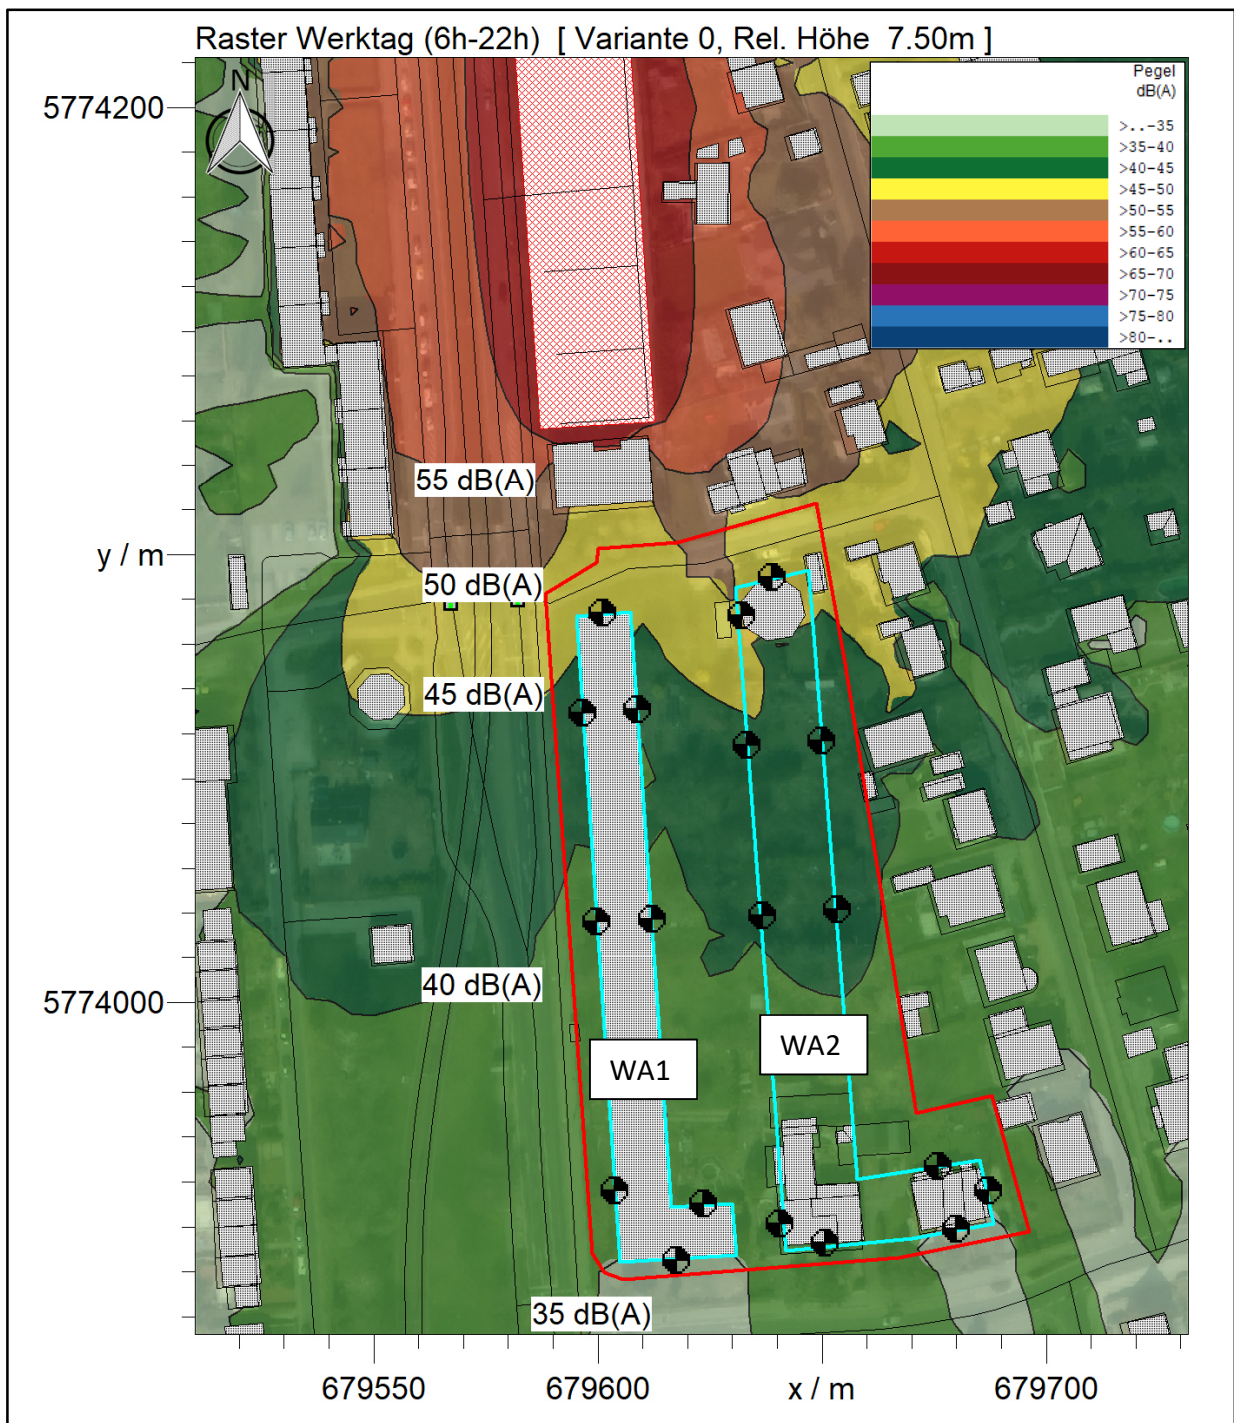 Raster Werktag (6h-22h) [ Variante 0, Rel. Höhe 7.50m ]
N
Pegel
dB(A)
>..-35
>35-40
>40-45
>45-50
>50-55
>55-60
>60-65
>65-70
>70-75
>75-80
>80-..
5774200
55 dB(A)
y / m
50 dB(A)
45 dB(A)
40 dB(A)
5774000
WA2
WA1
35 dB(A)
679550
679600
x / m
679700